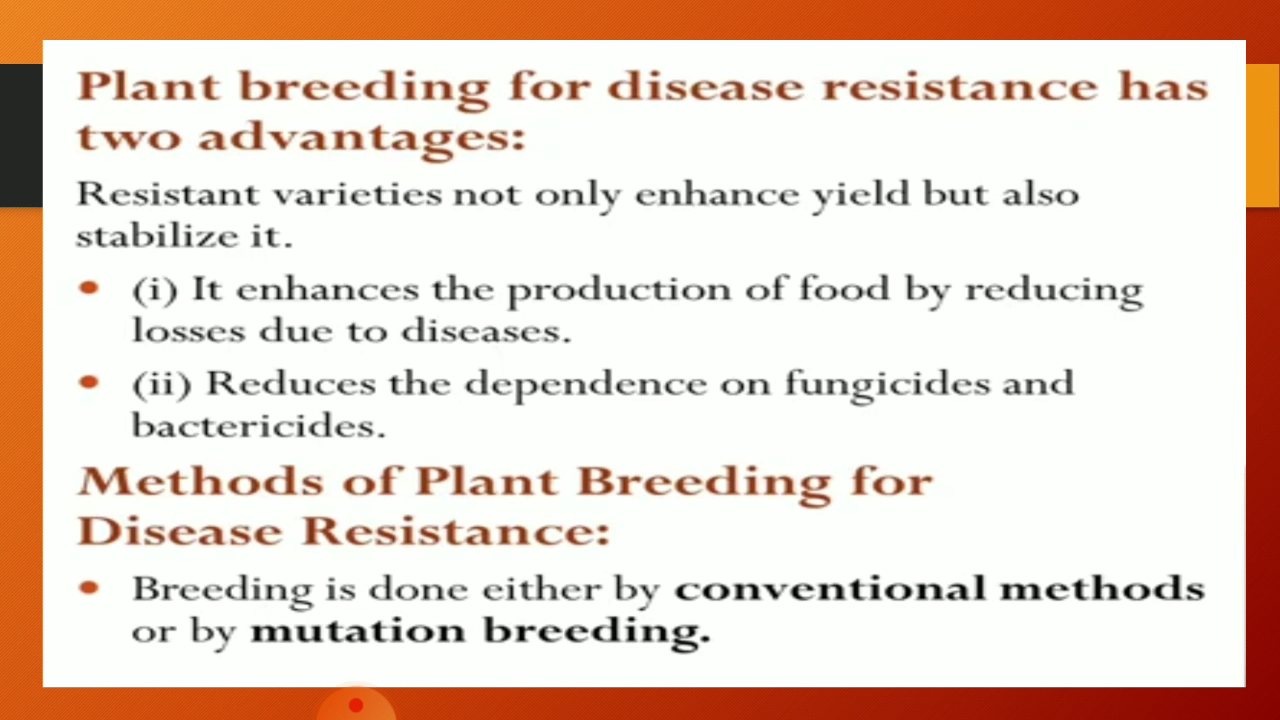 Plant breeding for disease resistance has
two advantages:
Resistant varieties not only enhance yield but also
stabilize it.
• (i) It enhances the production of food by reducing
losses due to diseases.
• (ii) Reduces the dependence on fungicides and
bactericides.
Methods of Plant Breeding for
Disease Resistance:
• Breeding is done either by conventional methods
or by mutation breeding.